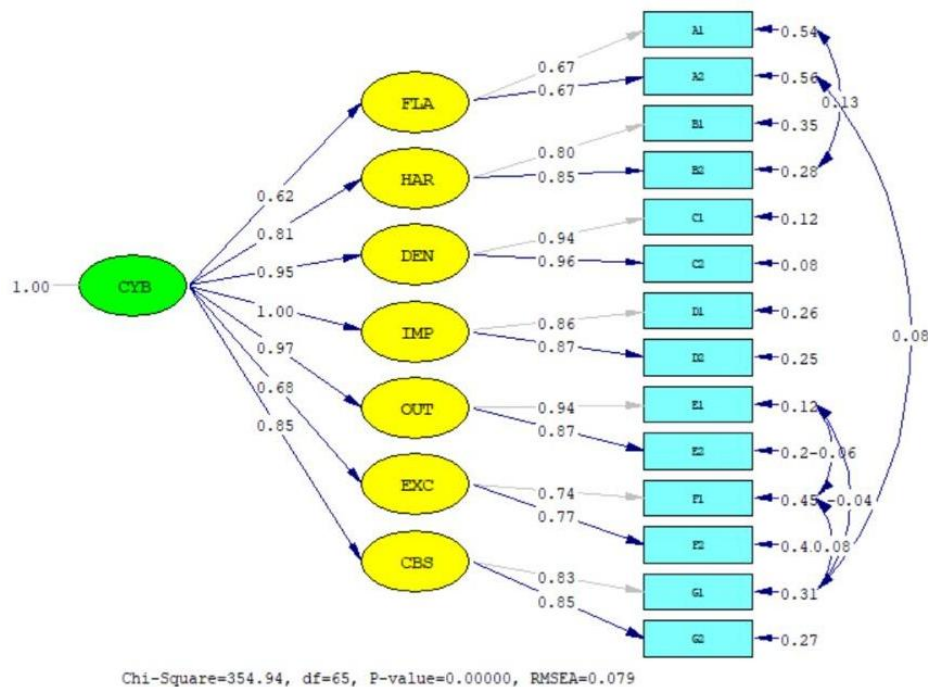 A1
0.54
0.67
A2
0.56
0.67
FLA
0.13
B1
0.35
0.80
B2
0.28
0.85
HAR
0.62
C1
0.12
0.94
0.81
C2
0.08
0.96
DEN
0.95
1.00
CYB
D1
0.26
0.86
1.00
IMP
D2
0.25
0.87
0.08
0.97
E1
0.12
0.94
OUT
0.68
E2
0.2
-0.06
0.87
0.85
F1
0.45
-0.04
0.74
EXC
F2
0.4
0.08
0.77
CBS
G1
0.31
0.83
0.85
G2
0.27
Chi-Square=354.94, df=65, P-value=0.00000, RMSEA=0.079